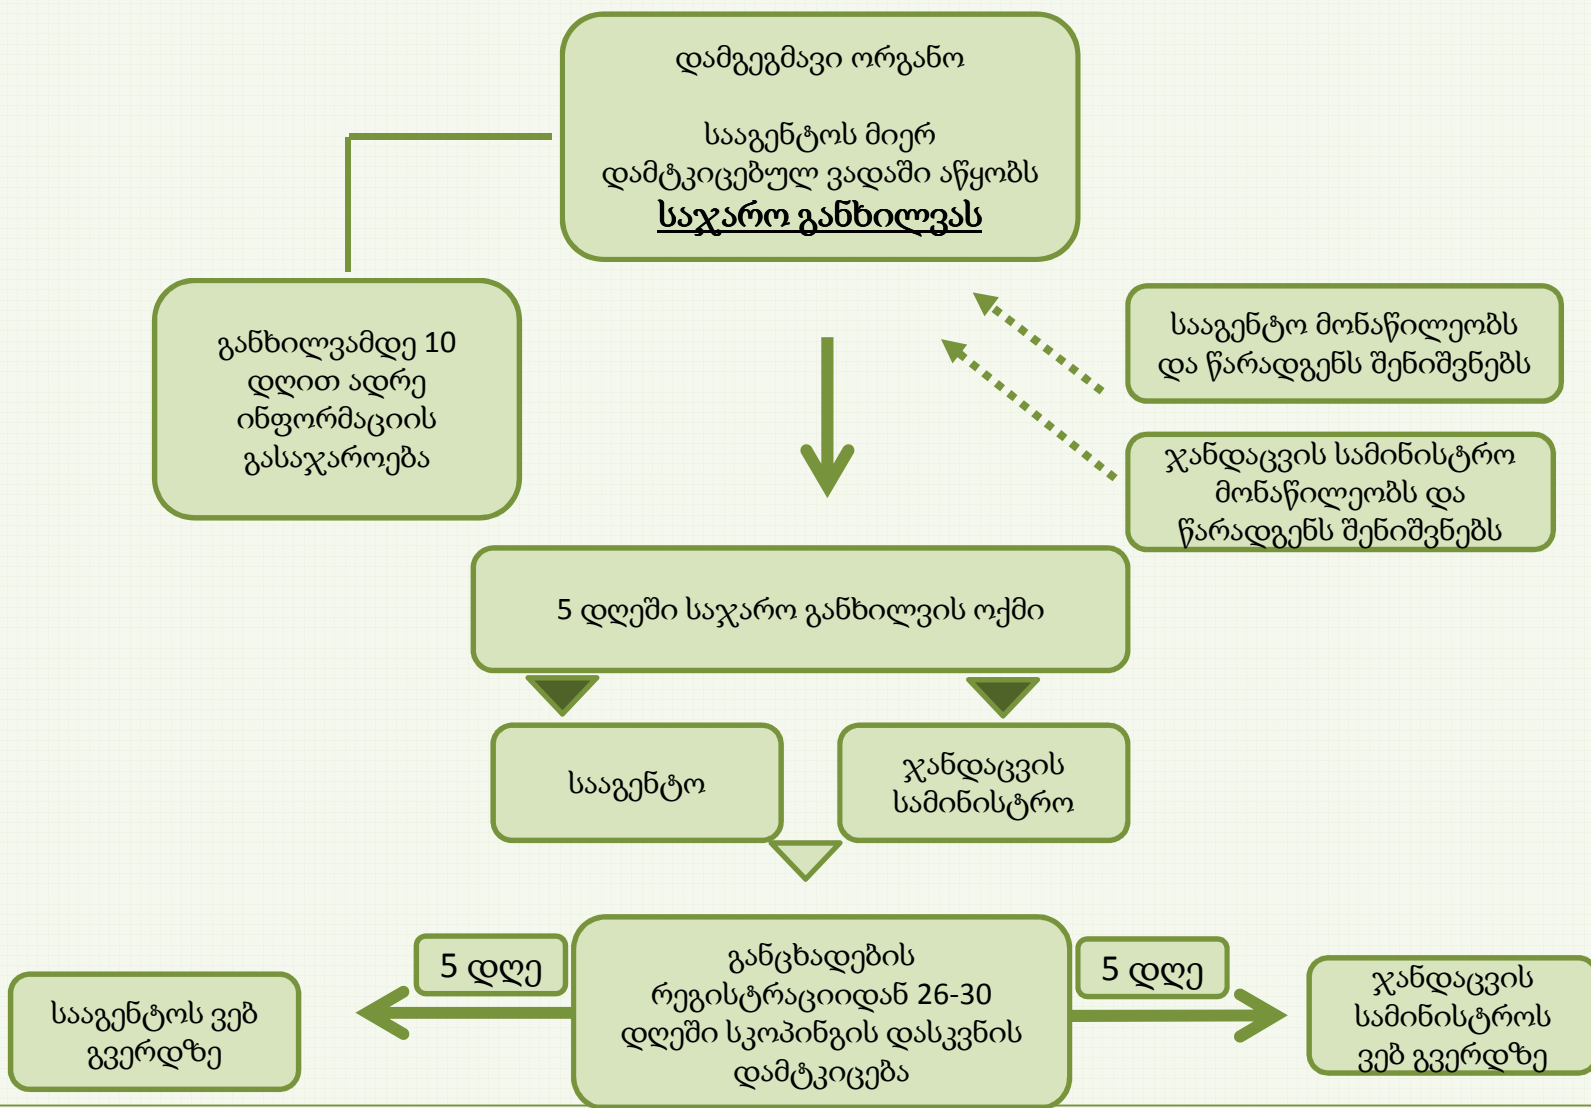 დამგეგმავი ორგანო
სააგენტოს მიერ
დამტკიცებულ ვადაში აწყობს
საჯარო განხილვას
განხილვამდე 10
დღით ადრე
ინფორმაციის
გასაჯაროება
სააგენტო მონაწილეობს
და წარადგენს შენიშვნებს
ჯანდაცვის სამინისტრო
მონაწილეობს და
წარადგენს შენიშვნებს
5 დღეში საჯარო განხილვის ოქმი
სააგენტო
ჯანდაცვის
სამინისტრო
5 დღე
განცხადების
რეგისტრაციიდან 26-30
დღეში სკოპინგის დასკვნის
დამტკიცება
5 დღე
სააგენტოს ვებ
გვერდზე
ჯანდაცვის
სამინისტროს
ვებ გვერდზე